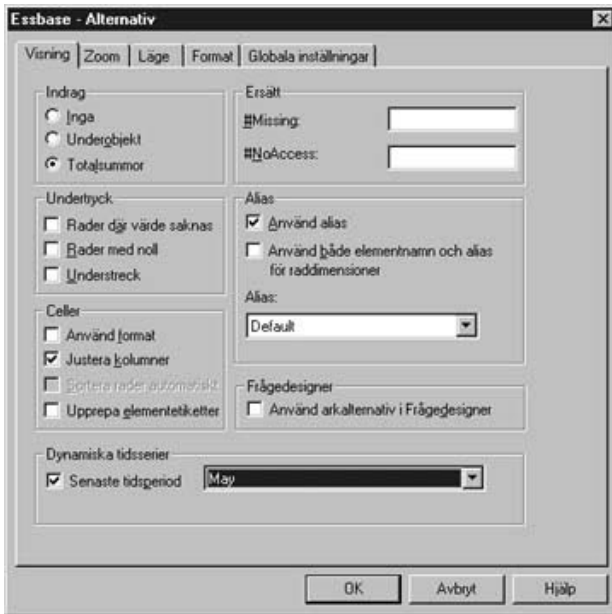 Essbase - Alternativ
Visning Zoom Läge Format Globala inställningar
Indrag
Inga
Underobjekt
Totalsummor
Ersätt
#Missing:
#NoAccess:
Undertryck
Rader där värde saknas
Rader med noll
Understreck
Alias
Använd alias
Använd både elementnamn och alias
för raddimensioner
Alias:
Default
Celler
Använd format
Justera kolumner
Sortera rader automatiskt
Upprepa elementetiketter
Frågedesigner
Använd arkalternativ i Frågedesigner
Dynamiska tidsserier
Senaste tidsperiod May
OK Avbryt Hjälp